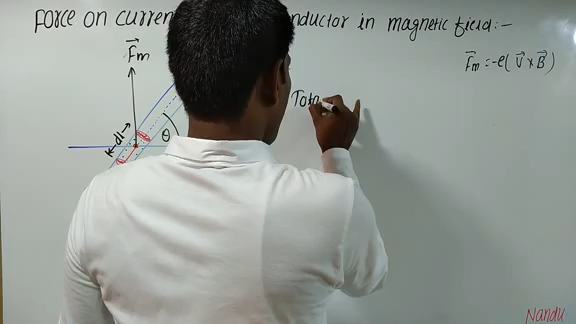 Force on curren nductor in magnetic field:-
F⃗m
F⃗m = -e( V⃗ x B⃗ )
dl
θ
Tota
Nandu